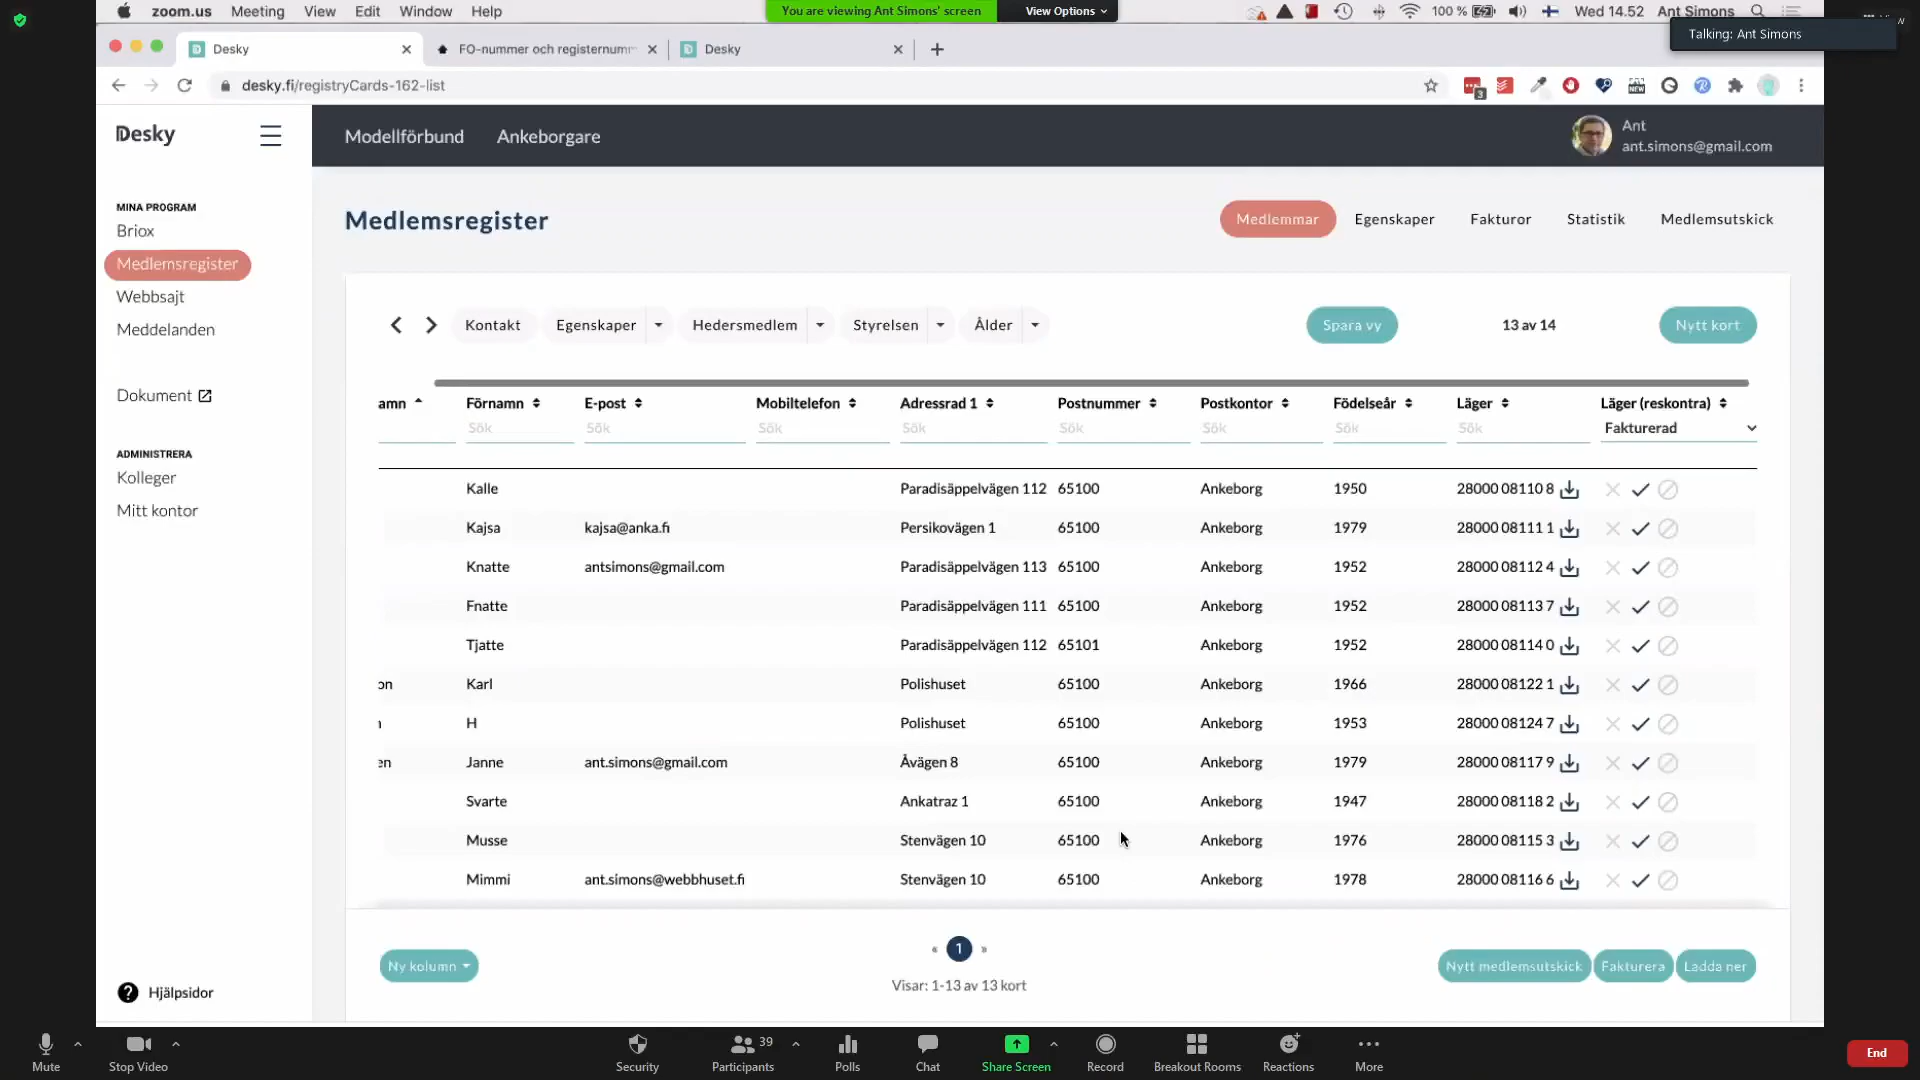 zoom.us Meeting View Edit Window Help
You are viewing Ant Simons' screen View Options
100 % Wed 14.52 Ant Simons
Talking: Ant Simons
Desky
FO-nummer och registernumm
Desky
desky.fi/registryCards-162-list
3
NEW
Desky
Modellförbund Ankeborgare
Ant
ant.simons@gmail.com
MINA PROGRAM
Briox
Medlemsregister
Webbsajt
Meddelanden
Dokument
ADMINISTRERA
Kolleger
Mitt konto
Hjälpsidor
Medlemsregister
Medlemmar Egenskaper Fakturor Statistik Medlemsutskick
Kontakt Egenskaper Hedersmedlem Styrelsen Ålder Spara vy 13 av 14 Nytt kort
amn Förnamn E-post Mobiltelefon Adressrad 1 Postnummer Postkontor Födelseår Läger Läger (reskontra)
Sök Sök Sök Sök Sök Sök Sök Sök Fakturerad
Kalle Paradisäppelvägen 112 65100 Ankeborg 1950 28000 08110 8
Kajsa kajsa@anka.fi Persikovägen 1 65100 Ankeborg 1979 28000 08111 1
Knatte antsimons@gmail.com Paradisäppelvägen 113 65100 Ankeborg 1952 28000 08112 4
Fnatte Paradisäppelvägen 111 65100 Ankeborg 1952 28000 08113 7
Tjatte Paradisäppelvägen 112 65101 Ankeborg 1952 28000 08114 0
on Karl Polishuset 65100 Ankeborg 1966 28000 08122 1
H Polishuset 65100 Ankeborg 1953 28000 08124 7
en Janne ant.simons@gmail.com Åvägen 8 65100 Ankeborg 1979 28000 08117 9
Svarte Ankatraz 1 65100 Ankeborg 1947 28000 08118 2
Musse Stenvägen 10 65100 Ankeborg 1976 28000 08115 3
Mimmi ant.simons@webbhuset.fi Stenvägen 10 65100 Ankeborg 1978 28000 08116 6
Ny kolumn « 1 » Nytt medlemsutskick Fakturera Ladda ner
Visar: 1-13 av 13 kort
Mute Stop Video Security Participants 39 Polls Chat Share Screen Record Breakout Rooms Reactions More End